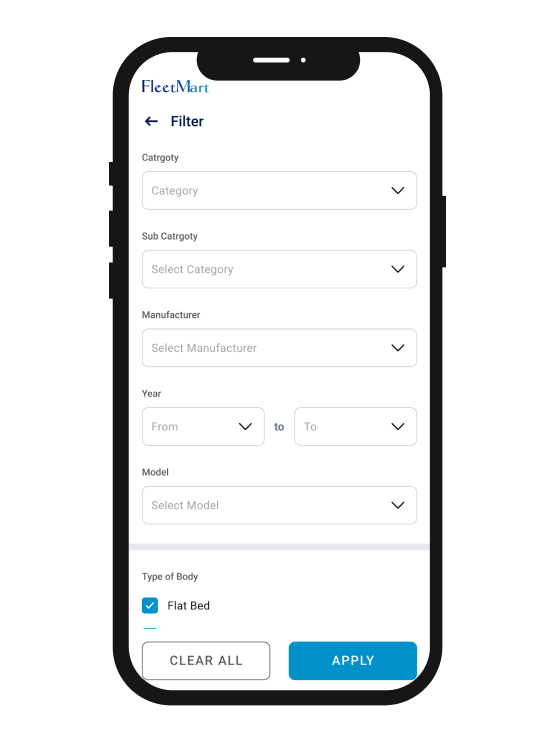 FleetMart
Filter
Catrgoty
Category
Sub Catrgoty
Select Category
Manufacturer
Select Manufacturer
Year
From to To
Model
Select Model
Type of Body
Flat Bed
CLEAR ALL APPLY